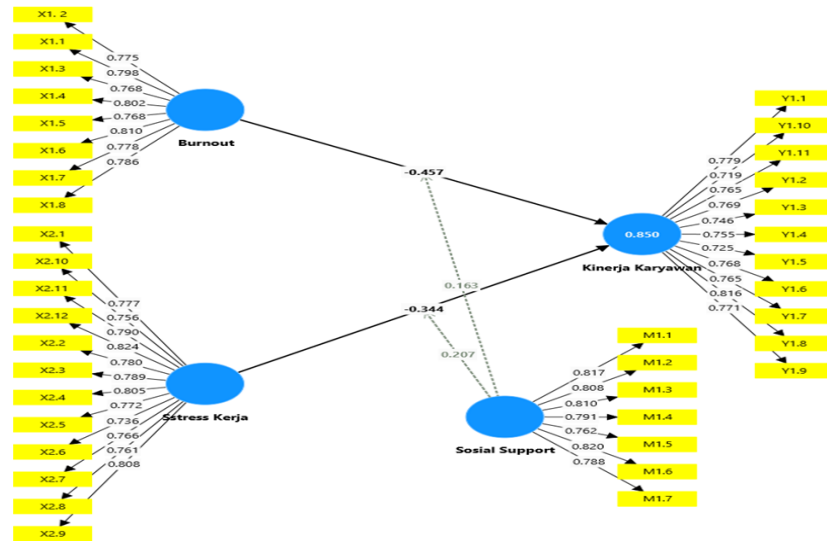 X1. 2
X1.1
X1.3
X1.4
X1.5
X1.6
X1.7
X1.8
0.775
0.798
0.768
0.802
0.768
0.810
0.778
0.786
Burnout
X2.1
X2.10
X2.11
X2.12
X2.2
X2.3
X2.4
X2.5
X2.6
X2.7
X2.8
X2.9
0.777
0.756
0.790
0.824
0.780
0.789
0.805
0.772
0.736
0.766
0.761
0.808
Sstress Kerja
-0.457
0.163
-0.344
0.207
0.850
Kinerja Karyawan
0.779
0.719
0.765
0.769
0.746
0.755
0.725
0.768
0.765
0.816
0.771
Y1.1
Y1.10
Y1.11
Y1.2
Y1.3
Y1.4
Y1.5
Y1.6
Y1.7
Y1.8
Y1.9
Sosial Support
0.817
0.808
0.810
0.791
0.762
0.820
0.788
M1.1
M1.2
M1.3
M1.4
M1.5
M1.6
M1.7